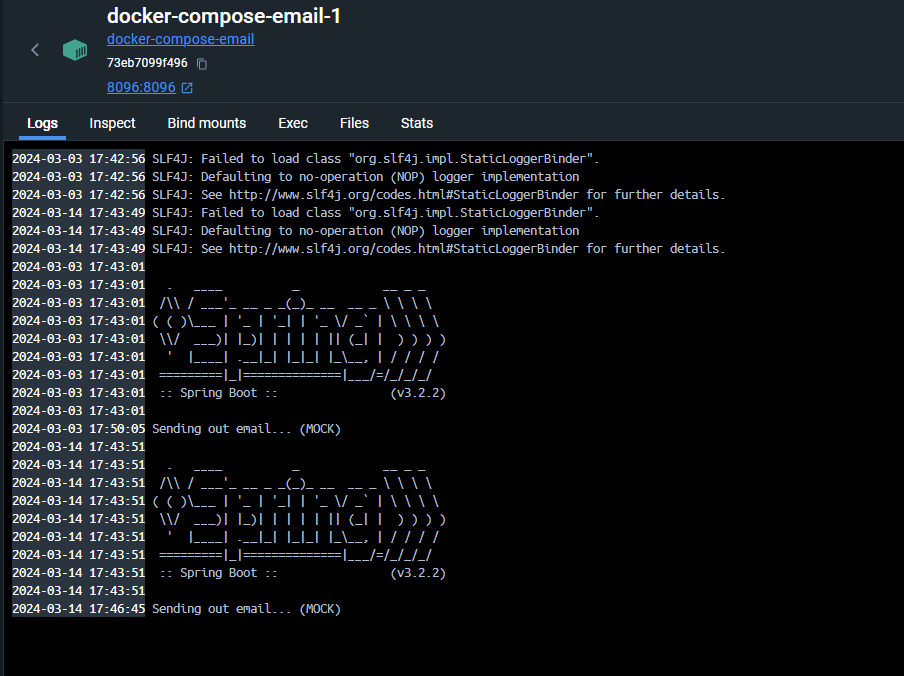 docker-compose-email-1
docker-compose-email
73eb7099f496
8096:8096
Logs Inspect Bind mounts Exec Files Stats
2024-03-03 17:42:56 SLF4J: Failed to load class "org.slf4j.impl.StaticLoggerBinder".
2024-03-03 17:42:56 SLF4J: Defaulting to no-operation (NOP) logger implementation
2024-03-03 17:42:56 SLF4J: See http://www.slf4j.org/codes.html#StaticLoggerBinder for further details.
2024-03-14 17:43:49 SLF4J: Failed to load class "org.slf4j.impl.StaticLoggerBinder".
2024-03-14 17:43:49 SLF4J: Defaulting to no-operation (NOP) logger implementation
2024-03-14 17:43:49 SLF4J: See http://www.slf4j.org/codes.html#StaticLoggerBinder for further details.
2024-03-03 17:43:01
2024-03-03 17:43:01   .   ____          _            __ _ _
2024-03-03 17:43:01  /\\ / ___'_ __ _ _(_)_ __  __ _ \ \ \ \
2024-03-03 17:43:01 ( ( )\___ | '_ | '_| | '_ \/ _` | \ \ \ \
2024-03-03 17:43:01  \\/  ___)| |_)| | | | | || (_| |  ) ) ) )
2024-03-03 17:43:01   '  |____| .__|_| |_|_| |_\__, | / / / /
2024-03-03 17:43:01  =========|_|==============|___/=/_/_/_/
2024-03-03 17:43:01  :: Spring Boot ::                (v3.2.2)
2024-03-03 17:43:01
2024-03-03 17:50:05 Sending out email... (MOCK)
2024-03-14 17:43:51
2024-03-14 17:43:51   .   ____          _            __ _ _
2024-03-14 17:43:51  /\\ / ___'_ __ _ _(_)_ __  __ _ \ \ \ \
2024-03-14 17:43:51 ( ( )\___ | '_ | '_| | '_ \/ _` | \ \ \ \
2024-03-14 17:43:51  \\/  ___)| |_)| | | | | || (_| |  ) ) ) )
2024-03-14 17:43:51   '  |____| .__|_| |_|_| |_\__, | / / / /
2024-03-14 17:43:51  =========|_|==============|___/=/_/_/_/
2024-03-14 17:43:51  :: Spring Boot ::                (v3.2.2)
2024-03-14 17:43:51
2024-03-14 17:46:45 Sending out email... (MOCK)